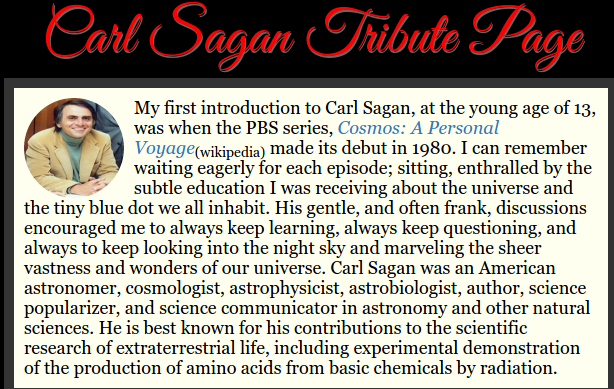 Carl Sagan Tribute Page
My first introduction to Carl Sagan, at the young age of 13,
was when the PBS series, Cosmos: A Personal
Voyage(wikipedia) made its debut in 1980. I can remember
waiting eagerly for each episode; sitting, enthralled by the
subtle education I was receiving about the universe and
the tiny blue dot we all inhabit. His gentle, and often frank, discussions
encouraged me to always keep learning, always keep questioning, and
always to keep looking into the night sky and marveling the sheer
vastness and wonders of our universe. Carl Sagan was an American
astronomer, cosmologist, astrophysicist, astrobiologist, author, science
popularizer, and science communicator in astronomy and other natural
sciences. He is best known for his contributions to the scientific
research of extraterrestrial life, including experimental demonstration
of the production of amino acids from basic chemicals by radiation.